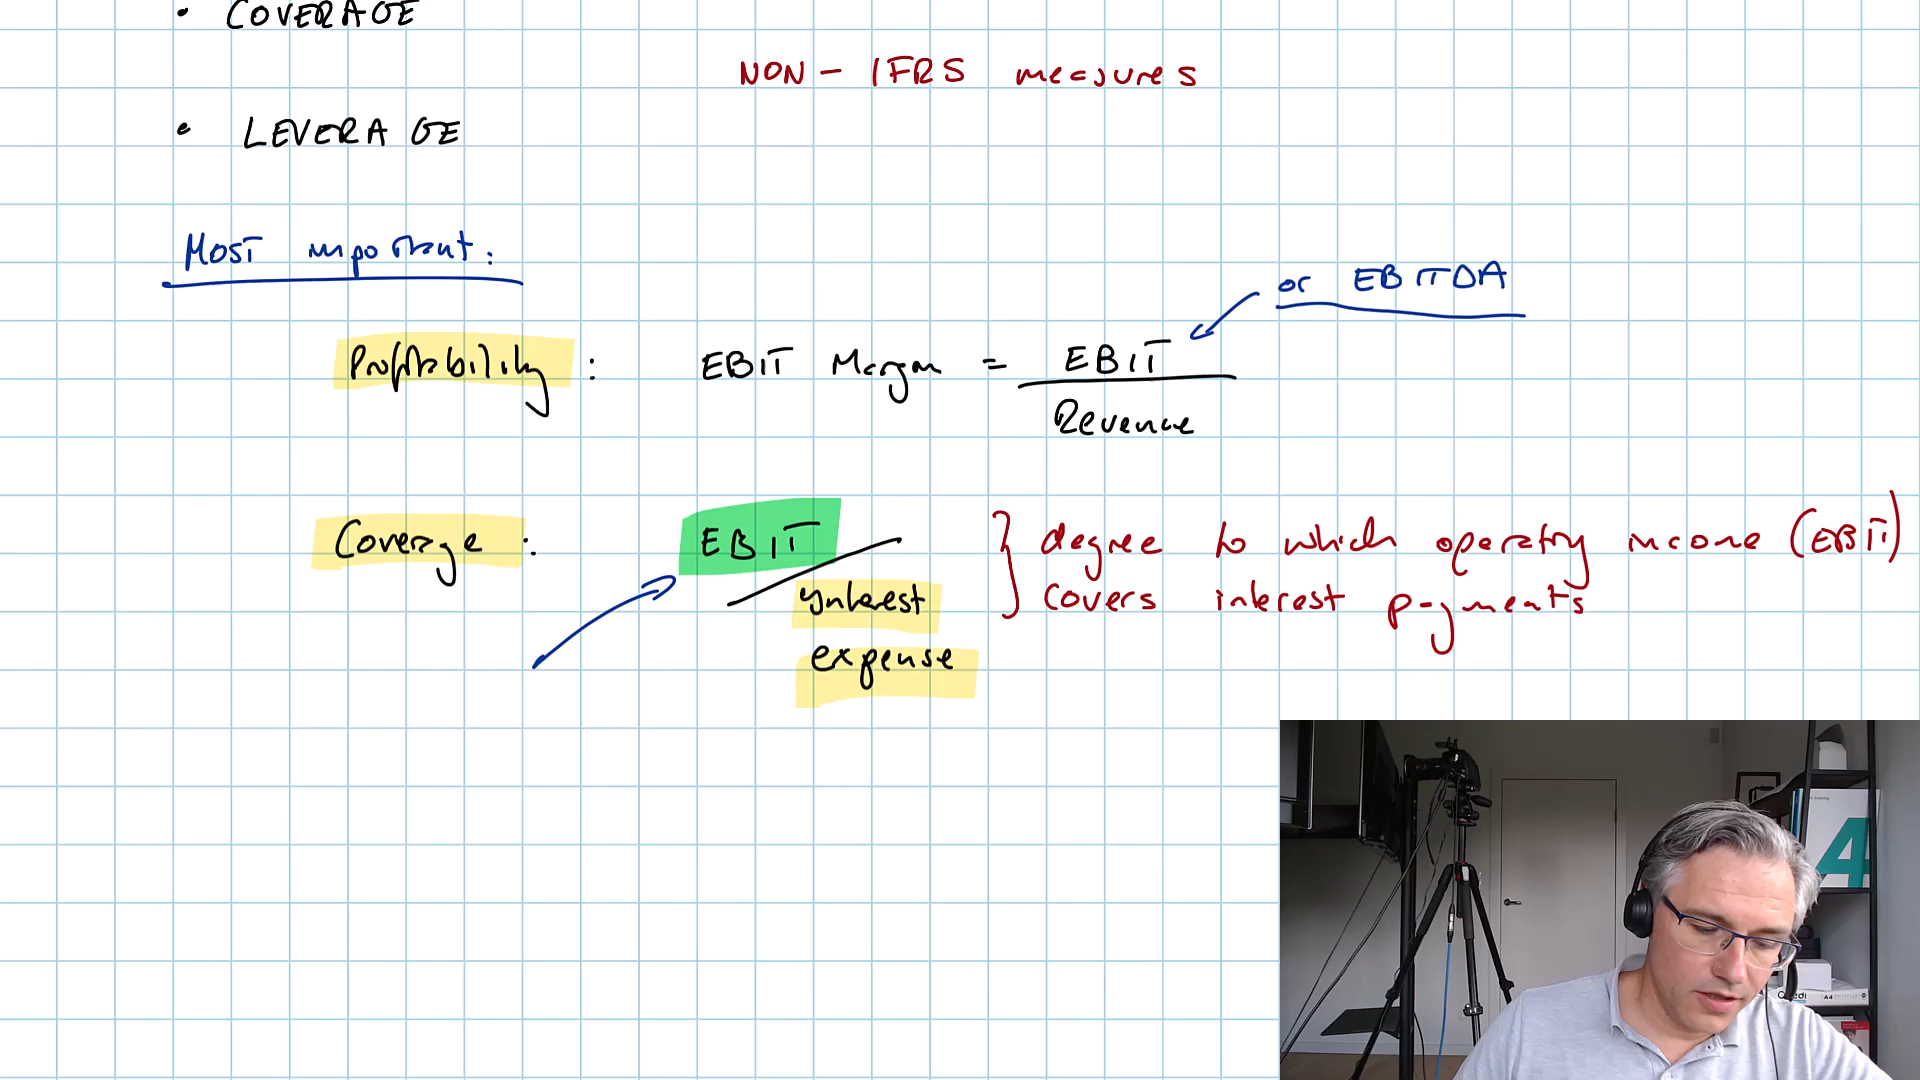 • COVERAGE
NON - IFRS measures
• LEVERAGE
Most important:
or EBITDA
Profitability : EBIT Margin = EBIT
Revenue
Coverage : EBIT } degree to which operating income (EBIT)
interest covers interest payments
expense
A4